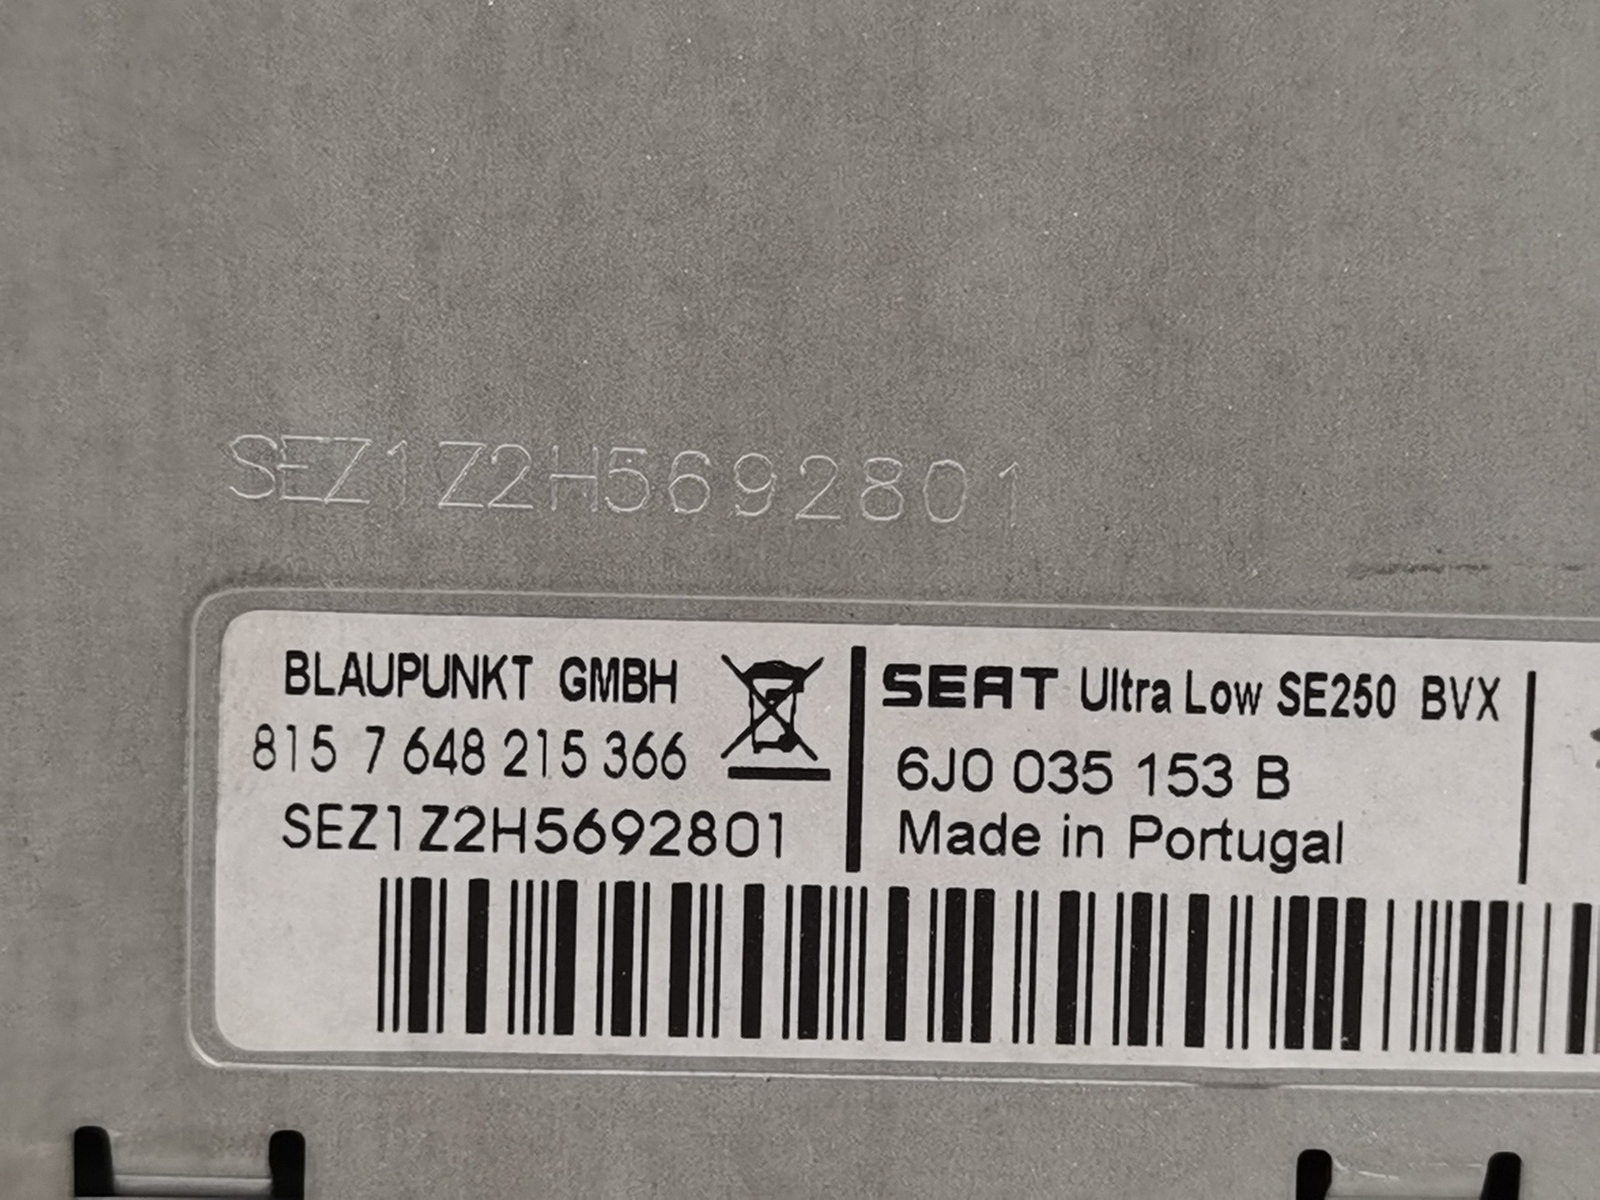 SEZ1Z2H5692801
BLAUPUNKT GMBH
815 7 648 215 366
SEZ1Z2H5692801
SEAT Ultra Low SE250 BVX
6J0 035 153 B
Made in Portugal